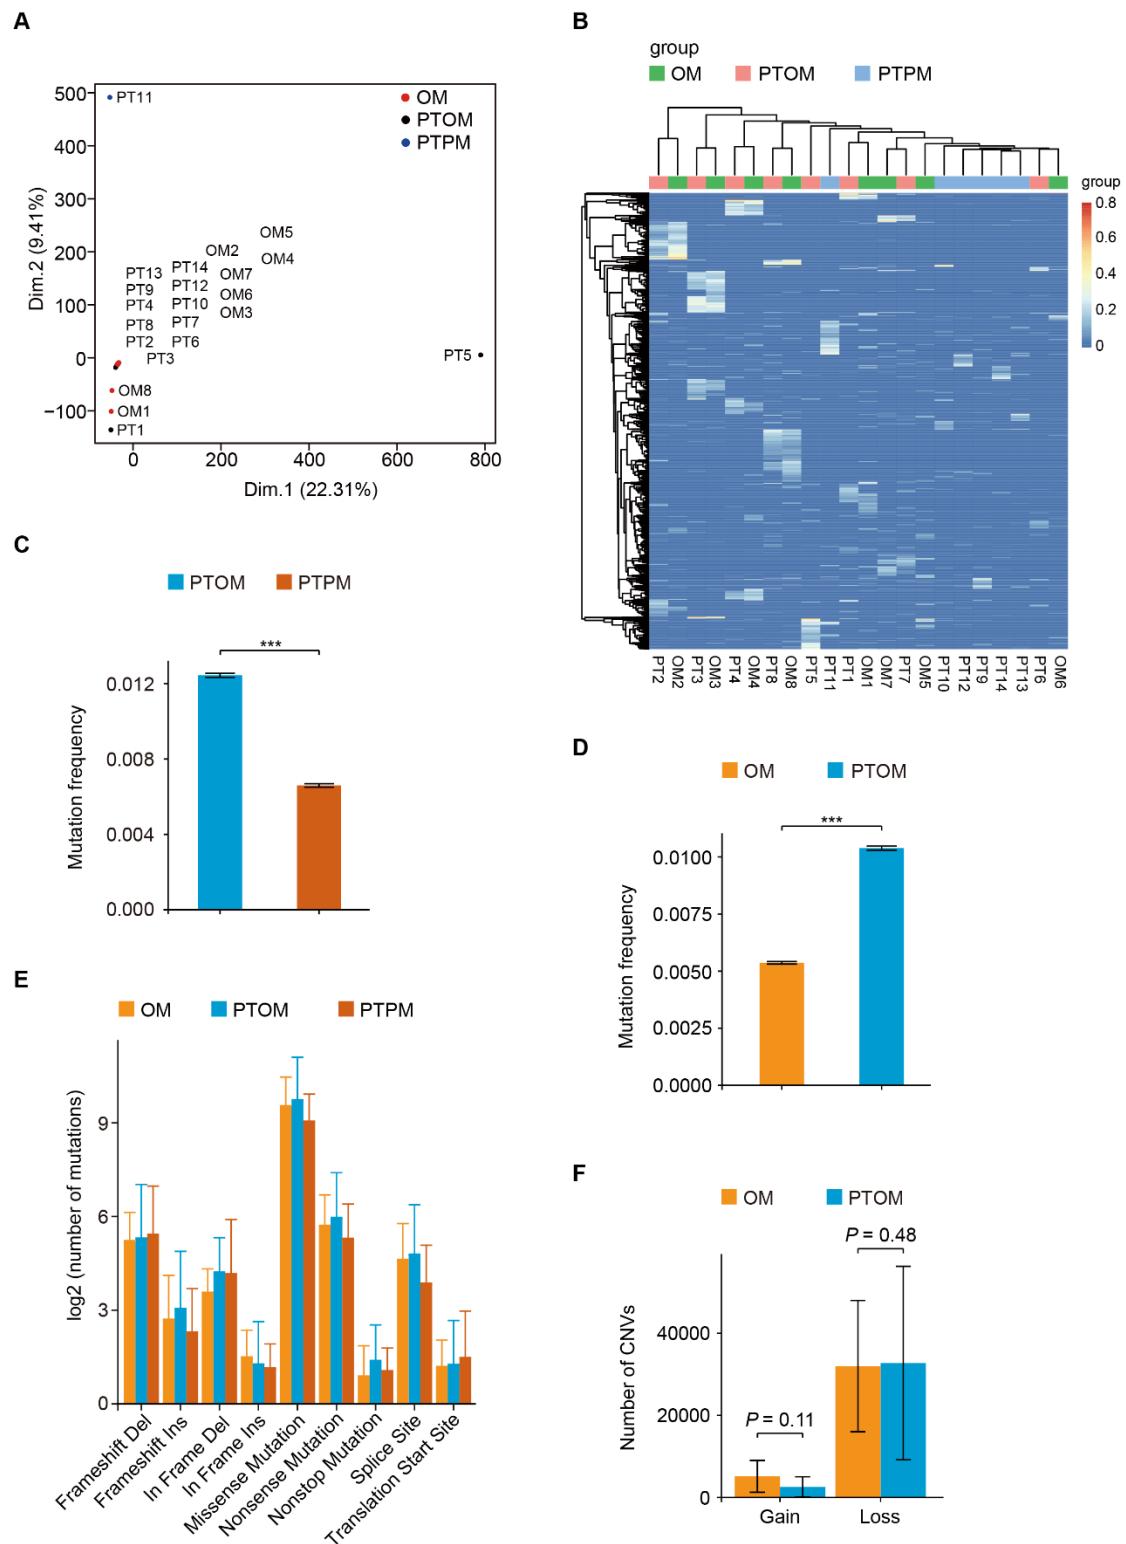 A
500
400
300
200
100
0
−100
Dim.2 (9.41%)
OM
PTOM
PTPM
PT11
OM5
OM2
OM4
PT13
PT14
OM7
PT9
PT12
OM6
PT4
PT10
OM3
PT8
PT7
PT2
PT6
PT3
PT5
OM8
OM1
PT1
0
200
400
600
800
Dim.1 (22.31%)
B
group
OM
PTOM
PTPM
group
0.8
0.6
0.4
0.2
0
PT2
OM2
PT3
OM3
PT4
OM4
PT8
OM8
PT5
PT11
PT1
OM1
OM7
PT7
OM5
PT10
PT12
PT9
PT14
PT13
PT6
OM6
C
PTOM
PTPM
***
0.012
0.008
0.004
0.000
Mutation frequency
D
OM
PTOM
***
0.0100
0.0075
0.0050
0.0025
0.0000
Mutation frequency
E
OM
PTOM
PTPM
9
6
3
0
log2 (number of mutations)
Frameshift Del
Frameshift Ins
In Frame Del
In Frame Ins
Missense Mutation
Nonsense Mutation
Nonstop Mutation
Splice Site
Translation Start Site
F
OM
PTOM
P = 0.48
P = 0.11
40000
20000
0
Number of CNVs
Gain
Loss